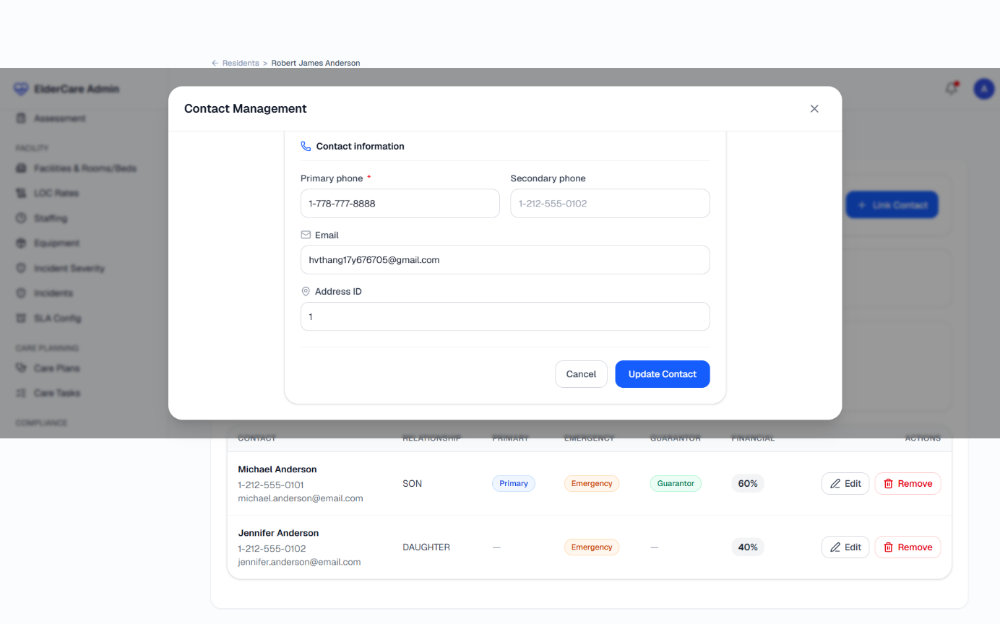 ← Residents > Robert James Anderson
ElderCare Admin
A
Contact Management
Assessment
FACILITY
Facilities & Rooms/Beds
LOC Rates
Staffing
Equipment
Incident Severity
Incidents
SLA Config
CARE PLANNING
Care Plans
Care Tasks
COMPLIANCE
+ Link Contact
Contact information
Primary phone *
Secondary phone
1-778-777-8888
1-212-555-0102
Email
hvthang17y676705@gmail.com
Address ID
1
Cancel
Update Contact
CONTACT RELATIONSHIP PRIMARY EMERGENCY GUARANTOR FINANCIAL ACTIONS
Michael Anderson
1-212-555-0101
michael.anderson@email.com
SON
Primary
Emergency
Guarantor
60%
Edit
Remove
Jennifer Anderson
1-212-555-0102
jennifer.anderson@email.com
DAUGHTER
—
Emergency
—
40%
Edit
Remove